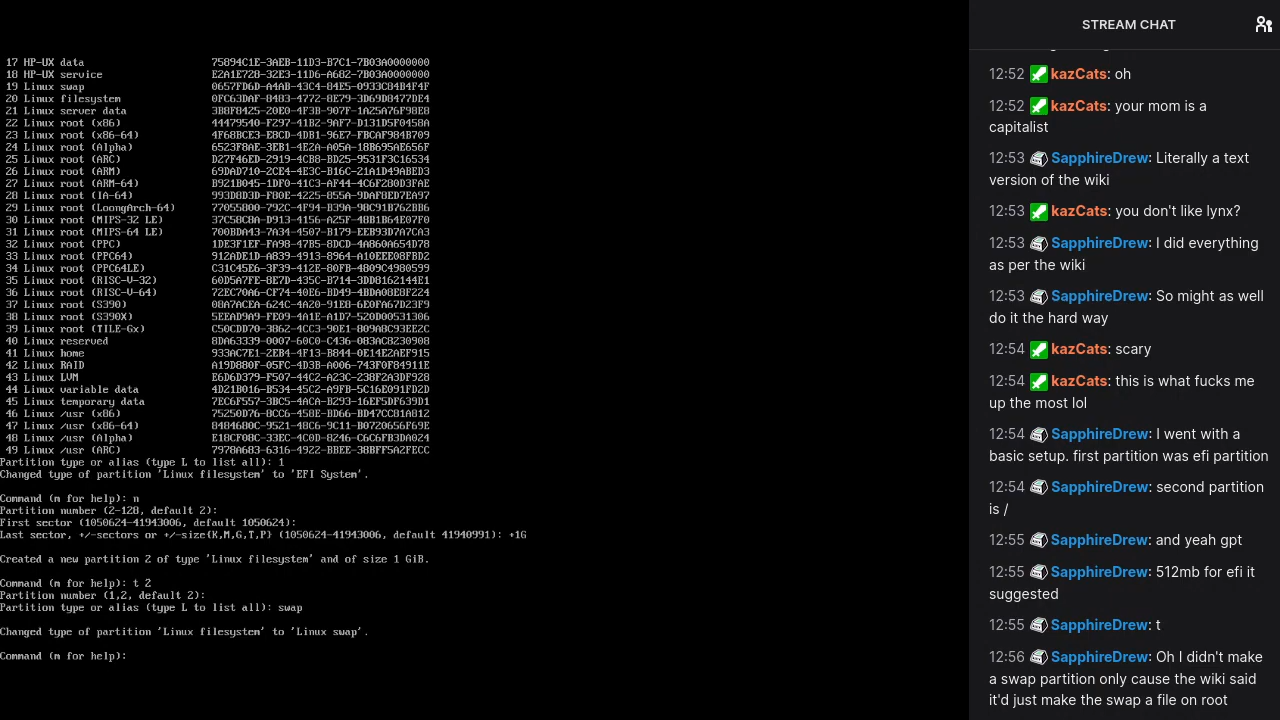 17 HP-UX data 75894C1E-3AEB-11D3-B7C1-7B03A0000000
18 HP-UX service E2A1E728-32E3-11D6-A682-7B03A0000000
19 Linux swap 0657FD6D-A4AB-43C4-84E5-0933C84B4F4F
20 Linux filesystem 0FC63DAF-8483-4772-8E79-3D69D8477DE4
21 Linux server data 3B8F8425-20E0-4F3B-907F-1A25A76F98E8
22 Linux root (x86) 44479540-F297-41B2-9AF7-D131D5F0458A
23 Linux root (x86-64) 4F68BCE3-E8CD-4DB1-96E7-FBCAF984B709
24 Linux root (Alpha) 6523F8AE-3EB1-4E2A-A05A-18B695AE656F
25 Linux root (ARC) D27F46ED-2919-4CB8-BD25-9531F3C16534
26 Linux root (ARM) 69DAD710-2CE4-4E3C-B16C-21A1D49ABED3
27 Linux root (ARM-64) B921B045-1DF0-41C3-AF44-4C6F280D3FAE
28 Linux root (IA-64) 993D8D3D-F80E-4225-855A-9DAF8ED7EA97
29 Linux root (LoongArch-64) 77055800-792C-4F94-B39A-98C91B762BB6
30 Linux root (MIPS-32 LE) 37C58C8A-D913-4156-A25F-48B1B64E07F0
31 Linux root (MIPS-64 LE) 700BDA43-7A34-4507-B179-EEB93D7A7CA3
32 Linux root (PPC) 1DE3F1EF-FA98-47B5-8DCD-4A860A654D78
33 Linux root (PPC64) 912ADE1D-A839-4913-8964-A10EEE08FBD2
34 Linux root (PPC64LE) C31C45E6-3F39-412E-80FB-4809C4980599
35 Linux root (RISC-V-32) 60D5A7FE-8E7D-435C-B714-3DD8162144E1
36 Linux root (RISC-V-64) 72EC70A6-CF74-40E6-BD49-4BDA08E8F224
37 Linux root (S390) 08A7ACEA-624C-4A20-91E8-6E0FA67D23F9
38 Linux root (S390X) 5EEAD9A9-FE09-4A1E-A1D7-520D00531306
39 Linux root (TILE-Gx) C50CDD70-3862-4CC3-90E1-809A8C93EE2C
40 Linux reserved 8DA63339-0007-60C0-C436-083AC8230908
41 Linux home 933AC7E1-2EB4-4F13-B844-0E14E2AEF915
42 Linux RAID A19D880F-05FC-4D3B-A006-743F0F84911E
43 Linux LVM E6D6D379-F507-44C2-A23C-238F2A3DF928
44 Linux variable data 4D21B016-B534-45C2-A9FB-5C16E091FD2D
45 Linux temporary data 7EC6F557-3BC5-4ACA-B293-16EF5DF639D1
46 Linux /usr (x86) 75250D76-8CC6-458E-BD66-BD47CC81A812
47 Linux /usr (x86-64) 8484680C-9521-48C6-9C11-B0720656F69E
48 Linux /usr (Alpha) E18CF08C-33EC-4C0D-8246-C6C6FB3DA024
49 Linux /usr (ARC) 7978A683-6316-4922-BBEE-38BFF5A2FECC
Partition type or alias (type L to list all): 1
Changed type of partition 'Linux filesystem' to 'EFI System'.
Command (m for help): n
Partition number (2-128, default 2):
First sector (1050624-41943006, default 1050624):
Last sector, +/-sectors or +/-size{K,M,G,T,P} (1050624-41943006, default 41940991): +1G
Created a new partition 2 of type 'Linux filesystem' and of size 1 GiB.
Command (m for help): t 2
Partition number (1,2, default 2):
Partition type or alias (type L to list all): swap
Changed type of partition 'Linux filesystem' to 'Linux swap'.
Command (m for help):
STREAM CHAT
12:52 kazCats: oh
12:52 kazCats: your mom is a
capitalist
12:53 SapphireDrew: Literally a text
version of the wiki
12:53 kazCats: you don't like lynx?
12:53 SapphireDrew: I did everything
as per the wiki
12:53 SapphireDrew: So might as well
do it the hard way
12:54 kazCats: scary
12:54 kazCats: this is what fucks me
up the most lol
12:54 SapphireDrew: I went with a
basic setup. first partition was efi partition
12:54 SapphireDrew: second partition
is /
12:55 SapphireDrew: and yeah gpt
12:55 SapphireDrew: 512mb for efi it
suggested
12:55 SapphireDrew: t
12:56 SapphireDrew: Oh I didn't make
a swap partition only cause the wiki said
it'd just make the swap a file on root